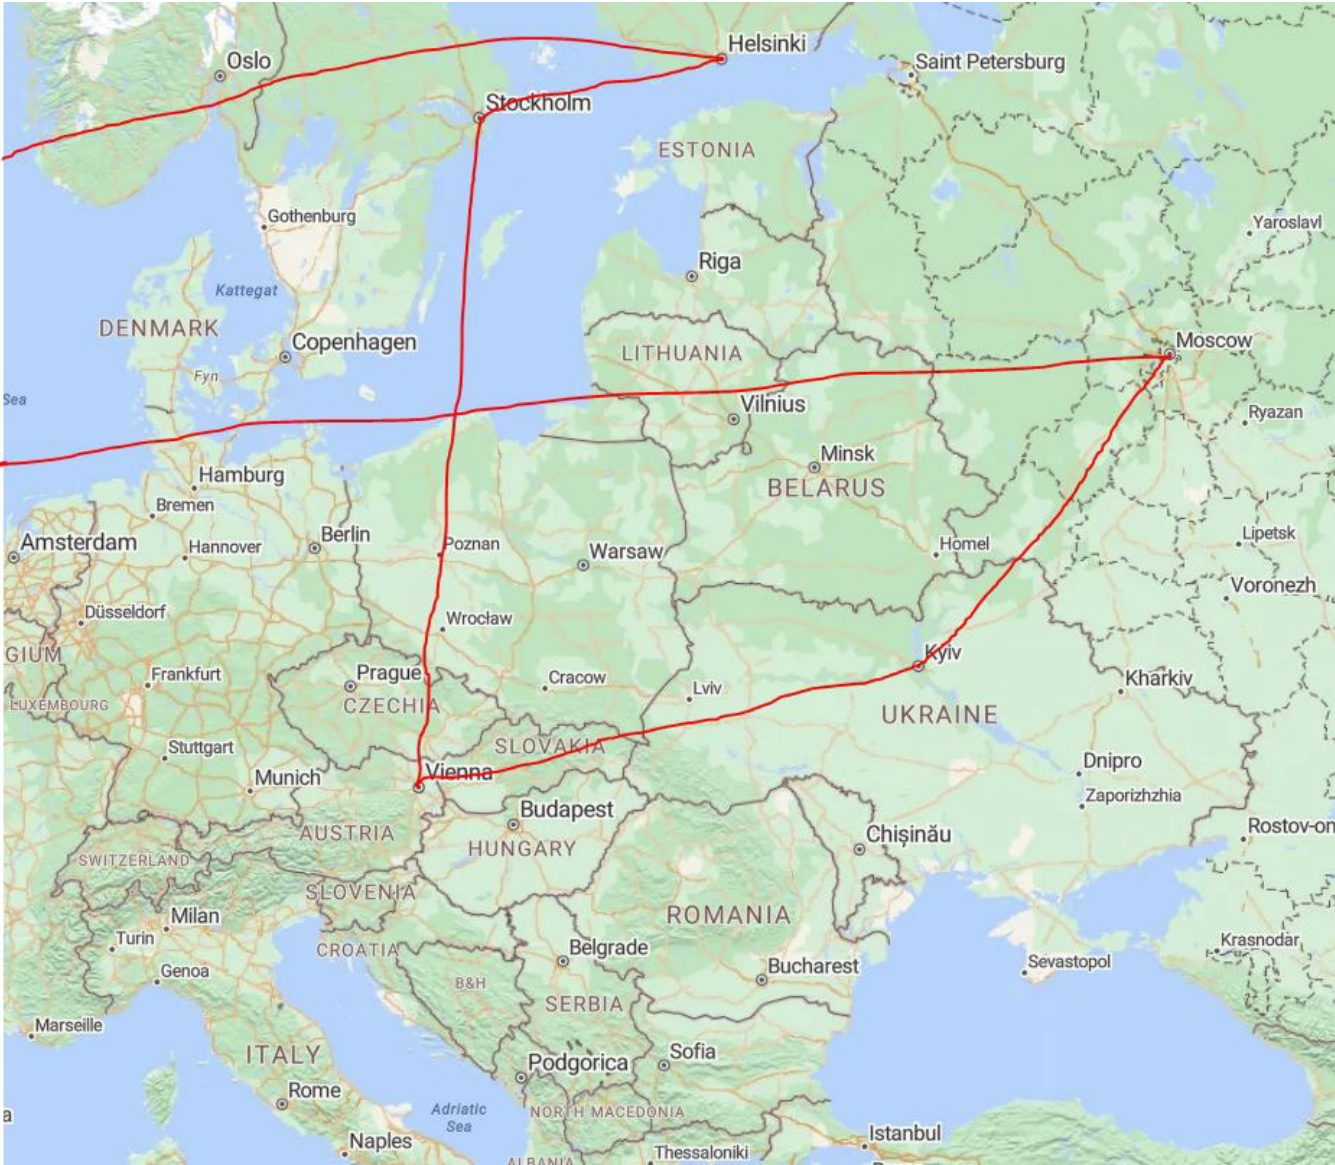 Helsinki
Oslo
Saint Petersburg
Stockholm
ESTONIA
Gothenburg
Yaroslavl
Riga
Kattegat
DENMARK
Copenhagen
Moscow
LITHUANIA
Fyn
Sea
Vilnius
Ryazan
Minsk
Hamburg
BELARUS
Bremen
Berlin
Lipetsk
Amsterdam
Hannover
Poznan
Warsaw
Homel
Voronezh
Düsseldorf
Wrocław
GIUM
Kyiv
Frankfurt
Prague
Cracow
Lviv
Kharkiv
LUXEMBOURG
CZECHIA
UKRAINE
Stuttgart
SLOVAKIA
Dnipro
Munich
Vienna
Zaporizhzhia
Budapest
Rostov-on
AUSTRIA
Chișinău
HUNGARY
SWITZERLAND
SLOVENIA
Milan
ROMANIA
Turin
CROATIA
Belgrade
Krasnodar
Genoa
Bucharest
Sevastopol
B&H
SERBIA
Marseille
ITALY
Sofia
Podgorica
Rome
Adriatic
Sea
NORTH MACEDONIA
a
Naples
Istanbul
Thessaloniki
ALBANIA